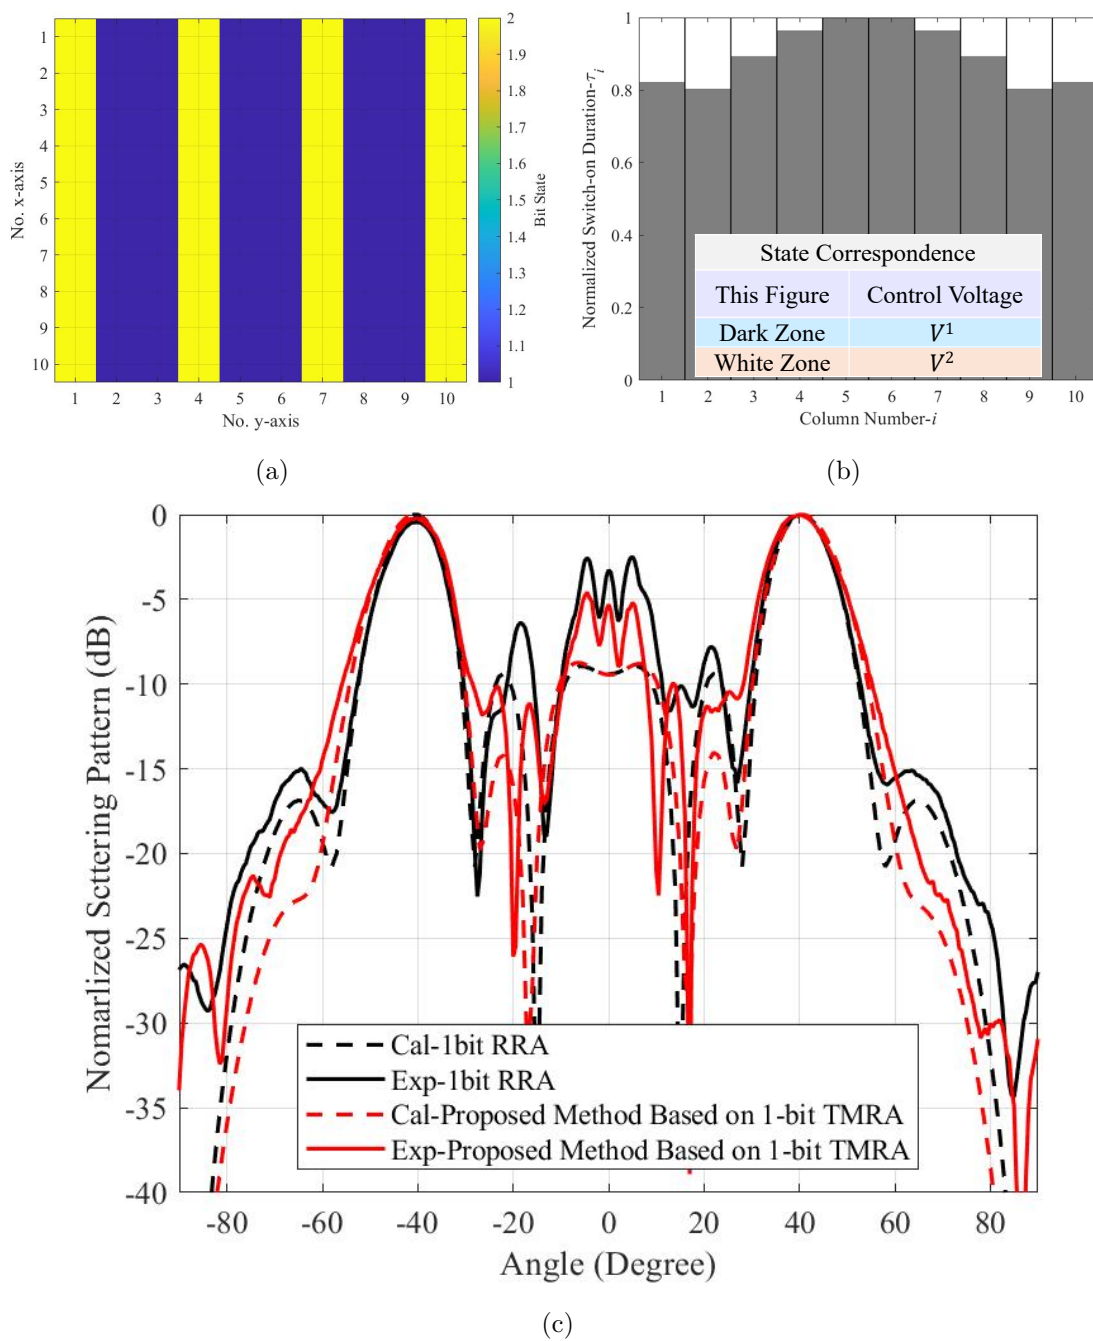 1
2
3
4
5
6
7
8
9
10
No. x-axis
1 2 3 4 5 6 7 8 9 10
No. y-axis
2
1.9
1.8
1.7
1.6
1.5
1.4
1.3
1.2
1.1
1
Bit State
(a)
1
0.8
0.6
0.4
0.2
0
Normalized Switch-on Duration-τi
State Correspondence
This Figure Control Voltage
Dark Zone V1
White Zone V2
1 2 3 4 5 6 7 8 9 10
Column Number-i
(b)
0
-5
-10
-15
-20
-25
-30
-35
-40
Nomarlized Scttering Pattern (dB)
Cal-1bit RRA
Exp-1bit RRA
Cal-Proposed Method Based on 1-bit TMRA
Exp-Proposed Method Based on 1-bit TMRA
-80 -60 -40 -20 0 20 40 60 80
Angle (Degree)
(c)